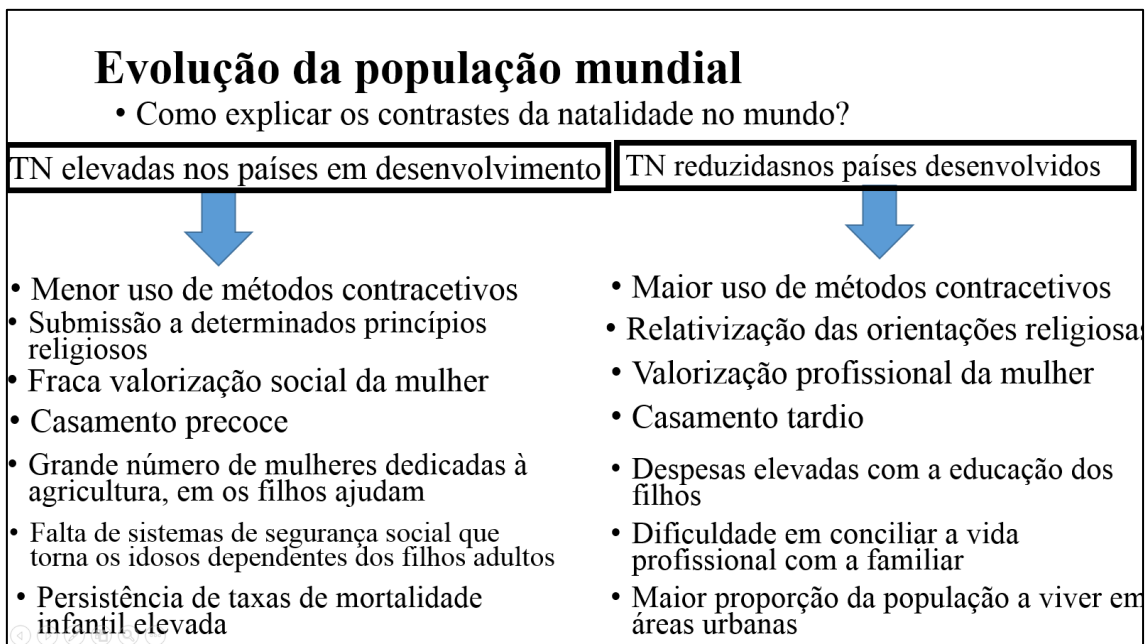 Evolução da população mundial
• Como explicar os contrastes da natalidade no mundo?
TN elevadas nos países em desenvolvimento
• Menor uso de métodos contracetivos
• Submissão a determinados princípios
religiosos
• Fraca valorização social da mulher
• Casamento precoce
• Grande número de mulheres dedicadas à
agricultura, em os filhos ajudam
• Falta de sistemas de segurança social que
torna os idosos dependentes dos filhos adultos
• Persistência de taxas de mortalidade
infantil elevada
TN reduzidasnos países desenvolvidos
• Maior uso de métodos contracetivos
• Relativização das orientações religiosas
• Valorização profissional da mulher
• Casamento tardio
• Despesas elevadas com a educação dos
filhos
• Dificuldade em conciliar a vida
profissional com a familiar
• Maior proporção da população a viver em
áreas urbanas